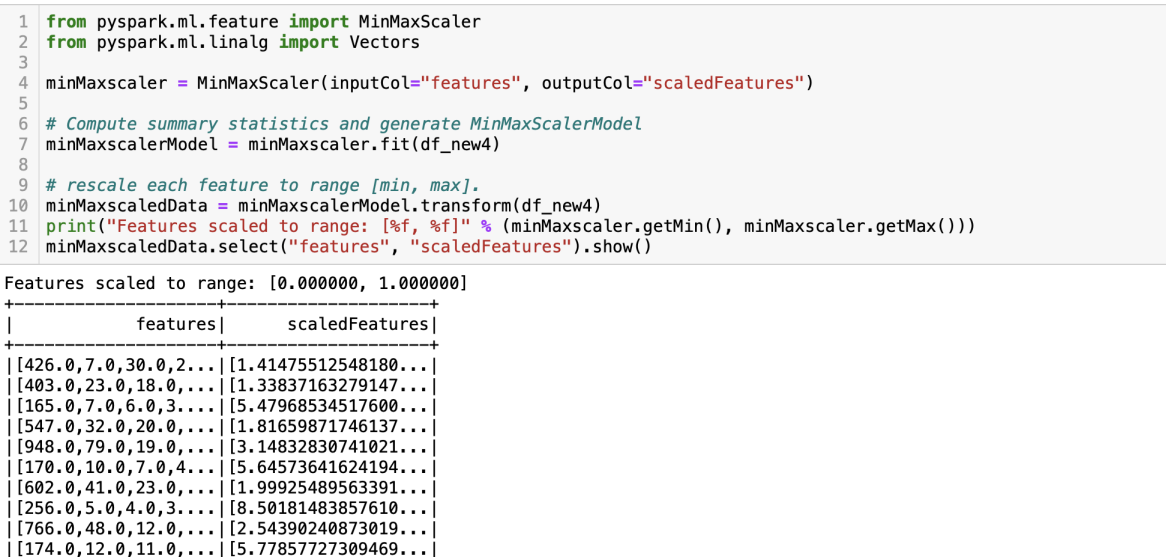 1 from pyspark.ml.feature import MinMaxScaler
2 from pyspark.ml.linalg import Vectors
3
4 minMaxscaler = MinMaxScaler(inputCol="features", outputCol="scaledFeatures")
5
6 # Compute summary statistics and generate MinMaxScalerModel
7 minMaxscalerModel = minMaxscaler.fit(df_new4)
8
9 # rescale each feature to range [min, max].
10 minMaxscaledData = minMaxscalerModel.transform(df_new4)
11 print("Features scaled to range: [%f, %f]" % (minMaxscaler.getMin(), minMaxscaler.getMax()))
12 minMaxscaledData.select("features", "scaledFeatures").show()
Features scaled to range: [0.000000, 1.000000]
+--------------------+--------------------+
|            features|      scaledFeatures|
+--------------------+--------------------+
|[426.0,7.0,30.0,2...|[1.41475512548180...|
|[403.0,23.0,18.0,...|[1.33837163279147...|
|[165.0,7.0,6.0,3....|[5.47968534517600...|
|[547.0,32.0,20.0,...|[1.81659871746137...|
|[948.0,79.0,19.0,...|[3.14832830741021...|
|[170.0,10.0,7.0,4...|[5.64573641624194...|
|[602.0,41.0,23.0,...|[1.99925489563391...|
|[256.0,5.0,4.0,3....|[8.50181483857610...|
|[766.0,48.0,12.0,...|[2.54390240873019...|
|[174.0,12.0,11.0,...|[5.77857727309469...|